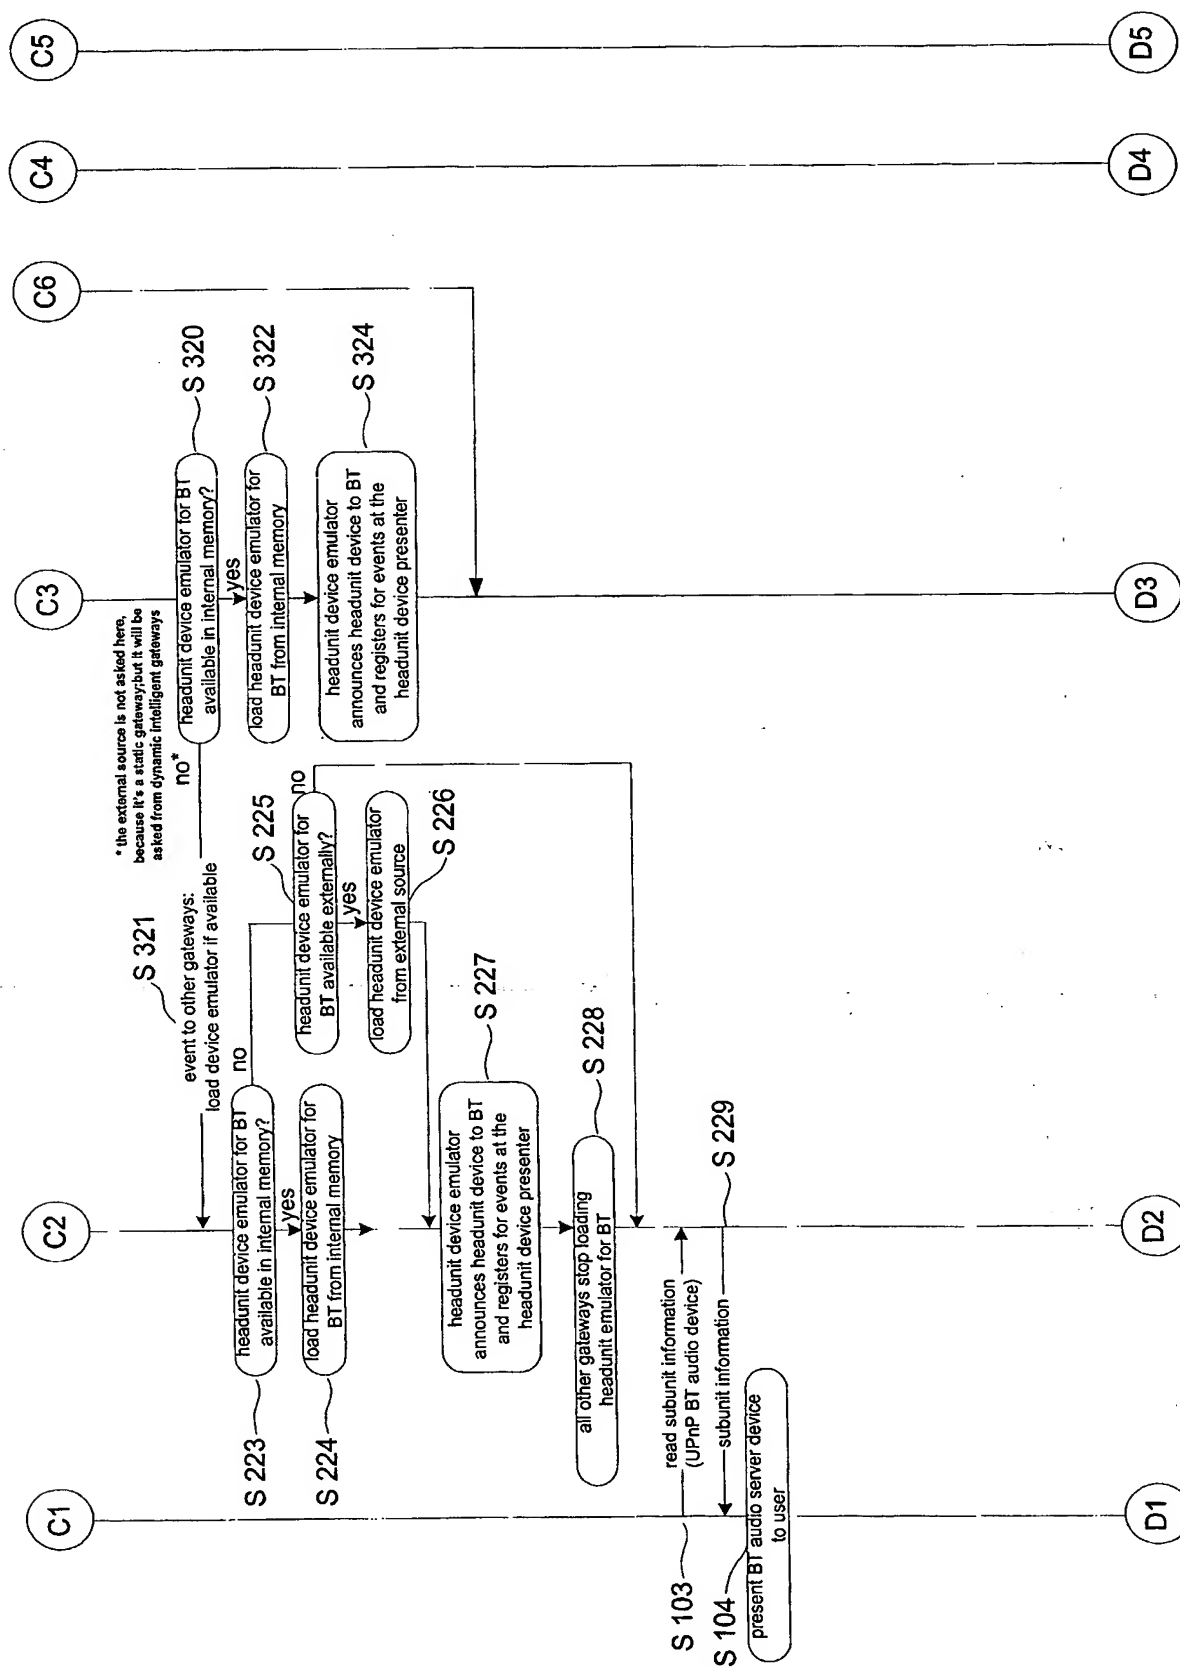 C1
C2
C3
C6
C4
C5
* the external source is not asked here,
because it's a static gateway;but it will be
asked from dynamic intelligent gateways
headunit device emulator for BT
available in internal memory?
S 320
no*
yes
S 321
event to other gateways:
load device emulator if available
load headunit device emulator for
BT from internal memory
S 322
headunit device emulator for BT
available in internal memory?
S 223
no
yes
load headunit device emulator for
BT from internal memory
S 224
headunit device emulator for
BT available externally?
S 225
no
yes
load headunit device emulator
from external source
S 226
headunit device emulator
announces headunit device to BT
and registers for events at the
headunit device presenter
S 324
headunit device emulator
announces headunit device to BT
and registers for events at the
headunit device presenter
S 227
all other gateways stop loading
headunit emulator for BT
S 228
S 103
read subunit information
(UPnP BT audio device)
subunit information
S 229
S 104
present BT audio server device
to user
D1
D2
D3
D4
D5